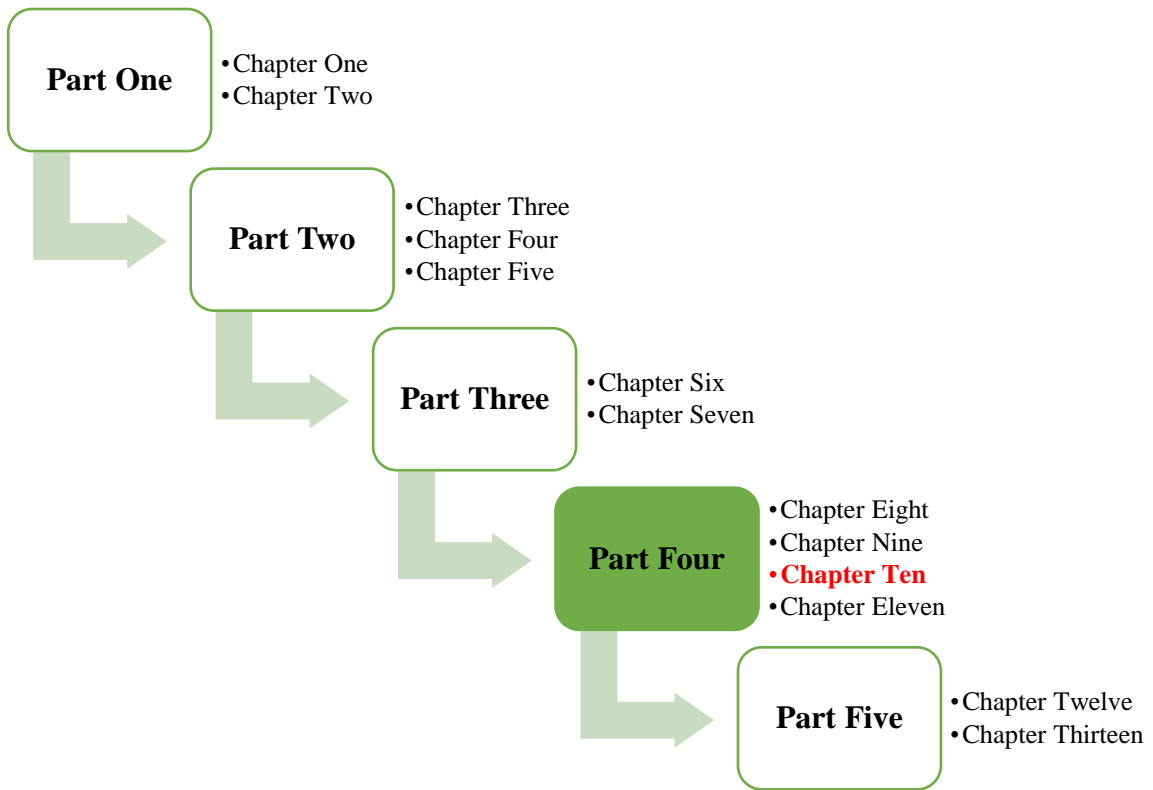 Part One
•Chapter One
•Chapter Two
Part Two
•Chapter Three
•Chapter Four
•Chapter Five
Part Three
•Chapter Six
•Chapter Seven
Part Four
•Chapter Eight
•Chapter Nine
•Chapter Ten
•Chapter Eleven
Part Five
•Chapter Twelve
•Chapter Thirteen